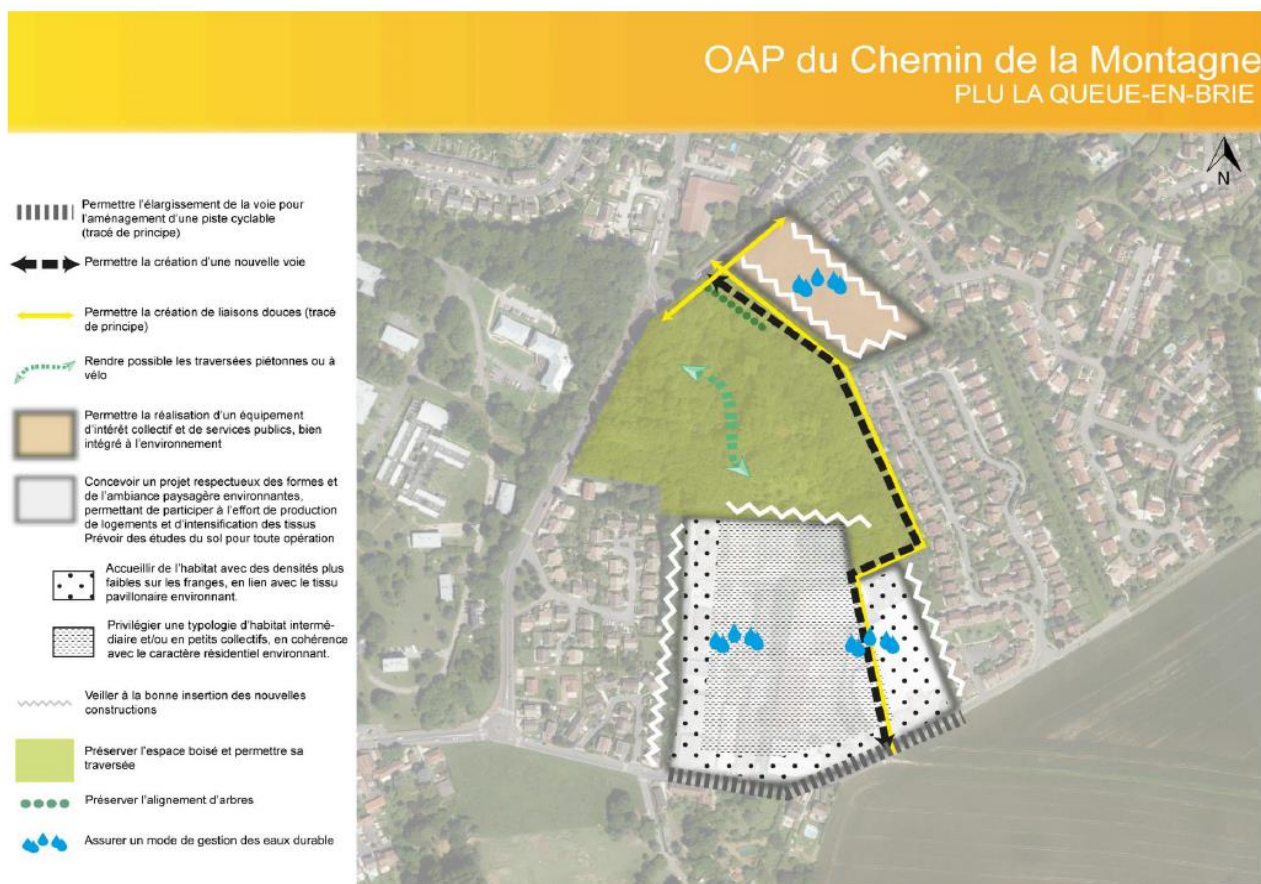 OAP du Chemin de la Montagne
PLU LA QUEUE-EN-BRIE
N
Permettre l'élargissement de la voie pour
l'aménagement d'une piste cyclable
(tracé de principe)
Permettre la création d'une nouvelle voie
Permettre la création de liaisons douces (tracé
de principe)
Rendre possible les traversées piétonnes ou à
vélo
Permettre la réalisation d'un équipement
d'intérêt collectif et de services publics, bien
intégré à l'environnement
Concevoir un projet respectueux des formes et
de l'ambiance paysagère environnantes,
permettant de participer à l'effort de production
de logements et d'intensification des tissus
Prévoir des études du sol pour toute opération
Accueillir de l'habitat avec des densités plus
faibles sur les franges, en lien avec le tissu
pavillonaire environnant.
Privilégier une typologie d'habitat intermé-
diaire et/ou en petits collectifs, en cohérence
avec le caractère résidentiel environnant.
Veiller à la bonne insertion des nouvelles
constructions
Préserver l'espace boisé et permettre sa
traversée
Préserver l'alignement d'arbres
Assurer un mode de gestion des eaux durable